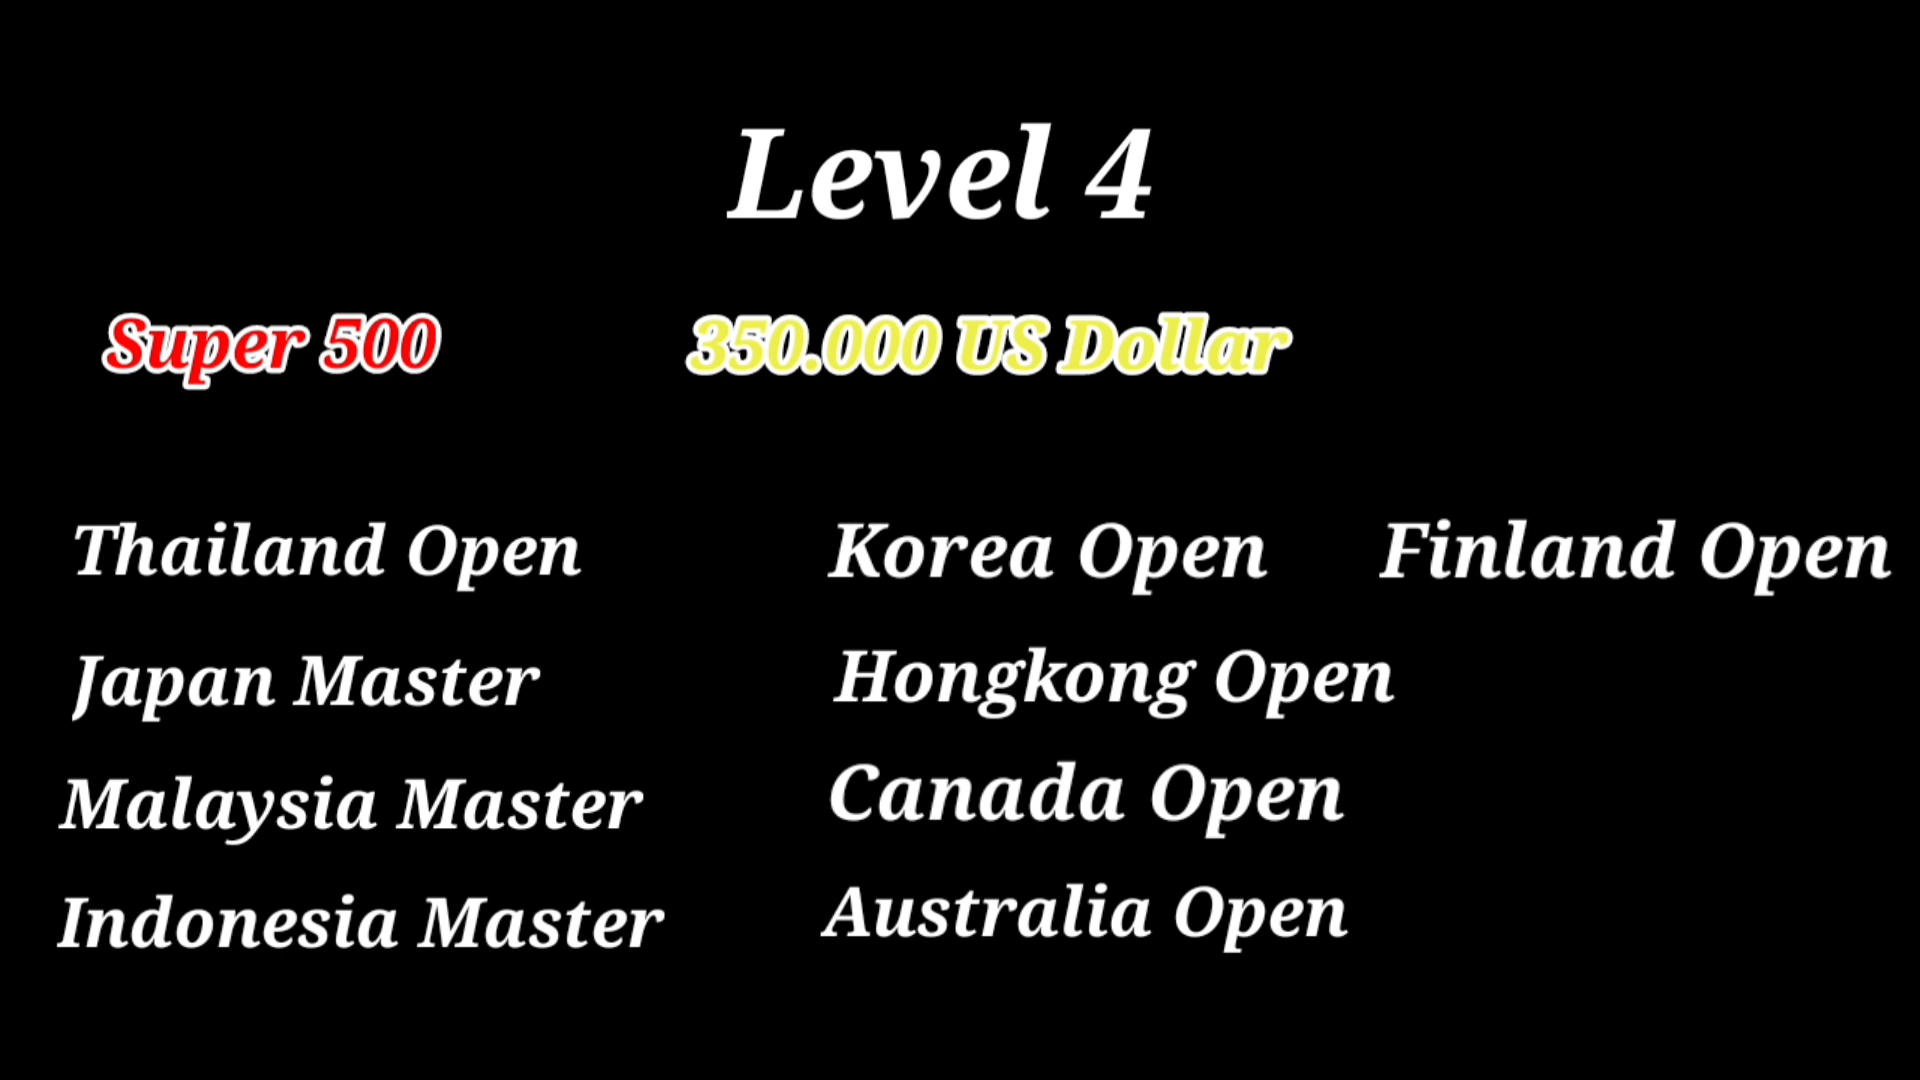 Level 4
Super 500
350.000 US Dollar
Thailand Open
Korea Open
Finland Open
Japan Master
Hongkong Open
Malaysia Master
Canada Open
Indonesia Master
Australia Open